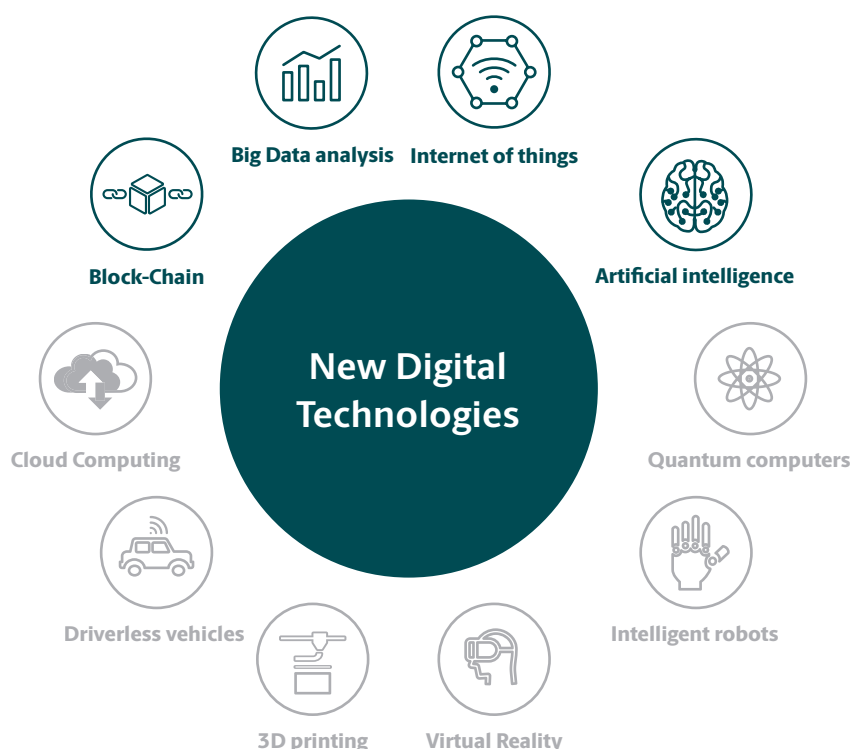 Big Data analysis
Internet of things
Block-Chain
Artificial intelligence
New Digital
Technologies
Cloud Computing
Quantum computers
Driverless vehicles
Intelligent robots
3D printing
Virtual Reality